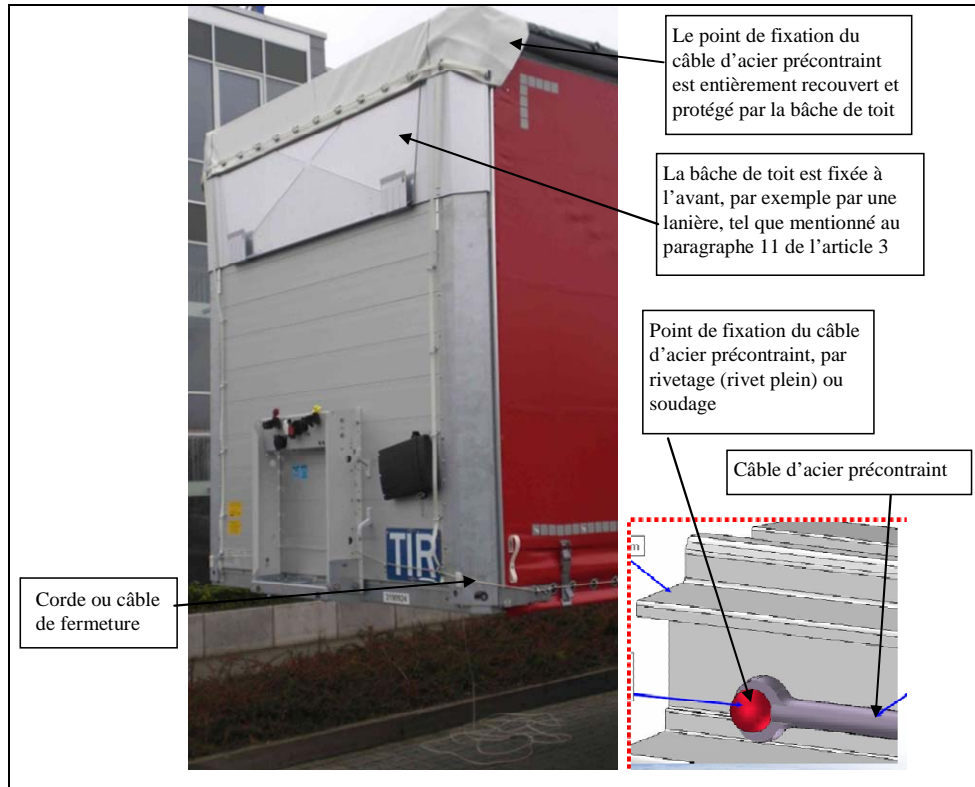 Le point de fixation du
câble d'acier précontraint
est entièrement recouvert et
protégé par la bâche de toit
La bâche de toit est fixée à
l'avant, par exemple par une
lanière, tel que mentionné au
paragraphe 11 de l'article 3
Point de fixation du câble
d'acier précontraint, par
rivetage (rivet plein) ou
soudage
Câble d'acier précontraint
m
TIR
Corde ou câble
de fermeture